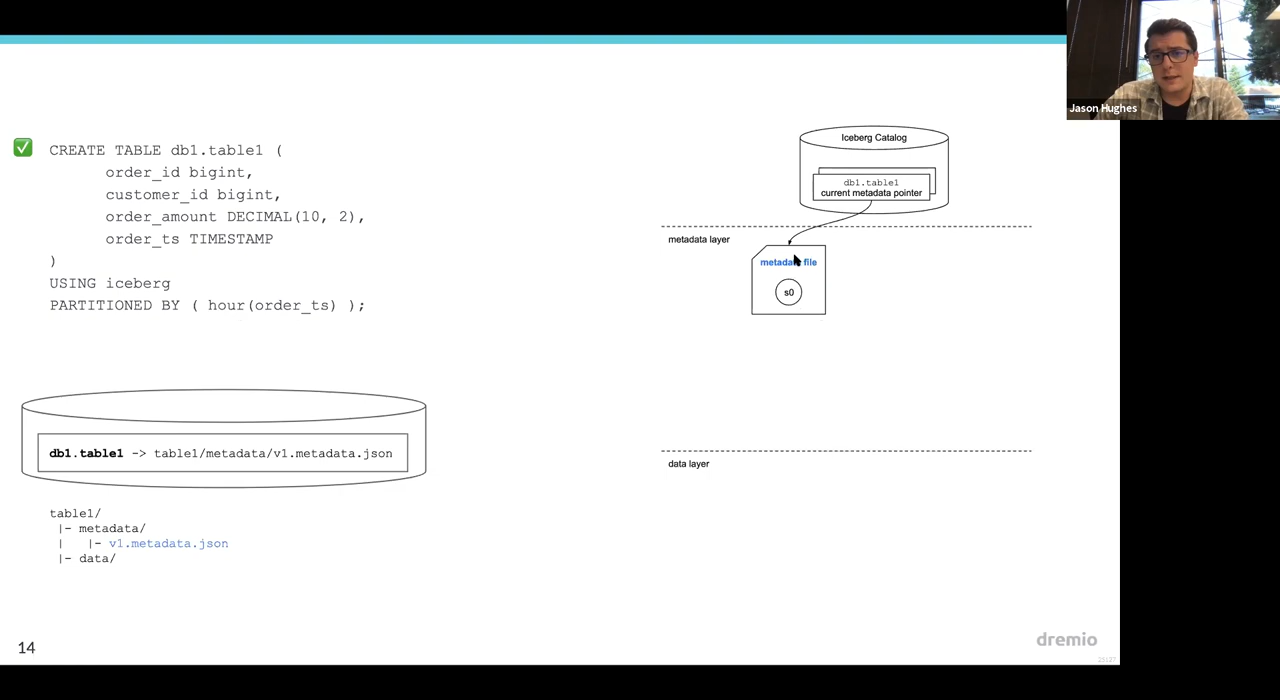 Jason Hughes
CREATE TABLE db1.table1 (
order_id bigint,
customer_id bigint,
order_amount DECIMAL(10, 2),
order_ts TIMESTAMP
)
USING iceberg
PARTITIONED BY ( hour(order_ts) );
db1.table1 -> table1/metadata/v1.metadata.json
table1/
|- metadata/
| |- v1.metadata.json
|- data/
Iceberg Catalog
db1.table1
current metadata pointer
metadata layer
metadata file
s0
data layer
14
dremio